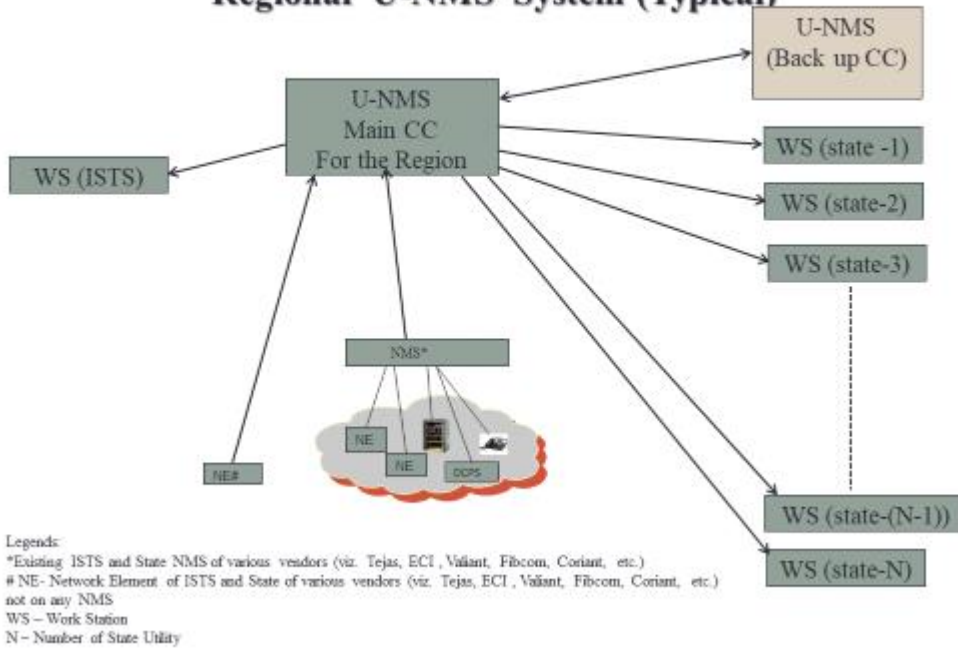 Regional U-NMS System (Typical)
U-NMS
(Back up CC)
U-NMS
Main CC
For the Region
WS (ISTS)
WS (state -1)
WS (state-2)
WS (state-3)
NMS*
NE
NE
DCPS
NE#
WS (state-(N-1))
WS (state-N)
Legends:
*Existing ISTS and State NMS of various vendors (viz. Tejas, ECI , Valiant, Fibcom, Coriant, etc.)
# NE- Network Element of ISTS and State of various vendors (viz. Tejas, ECI , Valiant, Fibcom, Coriant, etc.)
not on any NMS
WS – Work Station
N – Number of State Utility